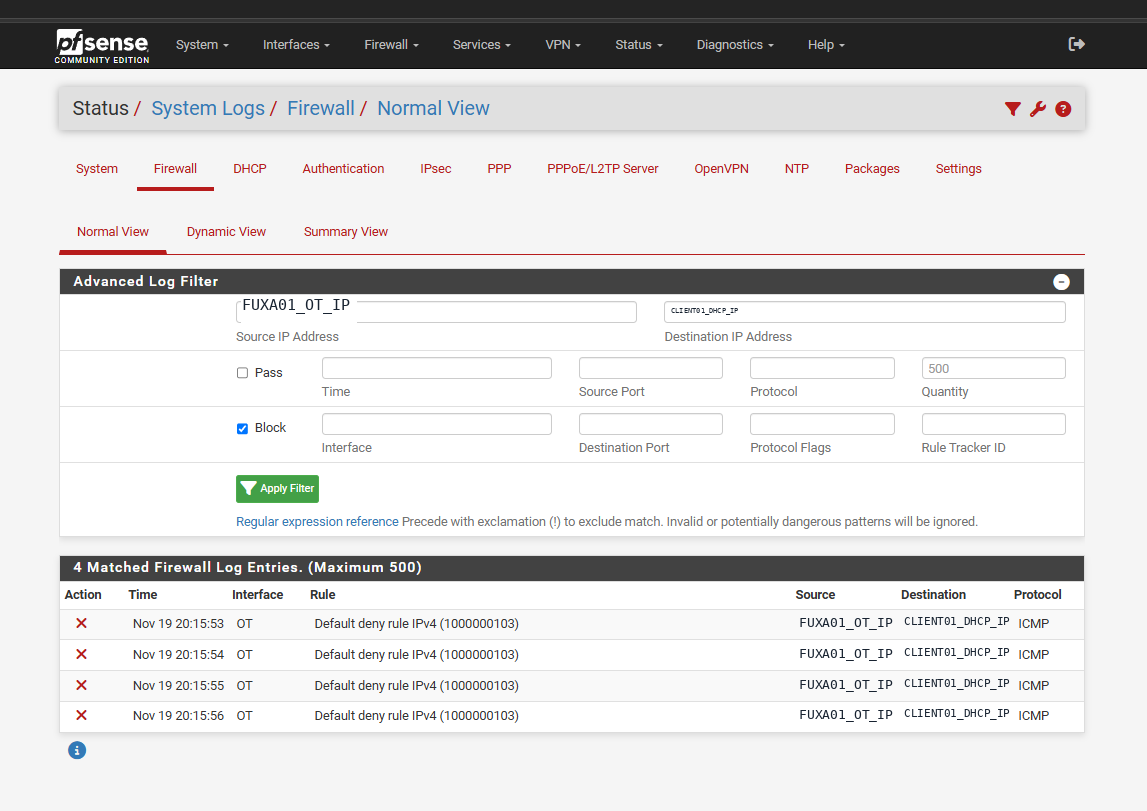 pfsense COMMUNITY EDITION System Interfaces Firewall Services VPN Status Diagnostics Help
Status / System Logs / Firewall / Normal View
System Firewall DHCP Authentication IPsec PPP PPPoE/L2TP Server OpenVPN NTP Packages Settings
Normal View Dynamic View Summary View
Advanced Log Filter
FUXA01_OT_IP CLIENT01_DHCP_IP
Source IP Address Destination IP Address
Pass 500
Time Source Port Protocol Quantity
Block
Interface Destination Port Protocol Flags Rule Tracker ID
Apply Filter
Regular expression reference Precede with exclamation (!) to exclude match. Invalid or potentially dangerous patterns will be ignored.
4 Matched Firewall Log Entries. (Maximum 500)
Action Time Interface Rule Source Destination Protocol
Nov 19 20:15:53 OT Default deny rule IPv4 (1000000103) FUXA01_OT_IP CLIENT01_DHCP_IP ICMP
Nov 19 20:15:54 OT Default deny rule IPv4 (1000000103) FUXA01_OT_IP CLIENT01_DHCP_IP ICMP
Nov 19 20:15:55 OT Default deny rule IPv4 (1000000103) FUXA01_OT_IP CLIENT01_DHCP_IP ICMP
Nov 19 20:15:56 OT Default deny rule IPv4 (1000000103) FUXA01_OT_IP CLIENT01_DHCP_IP ICMP